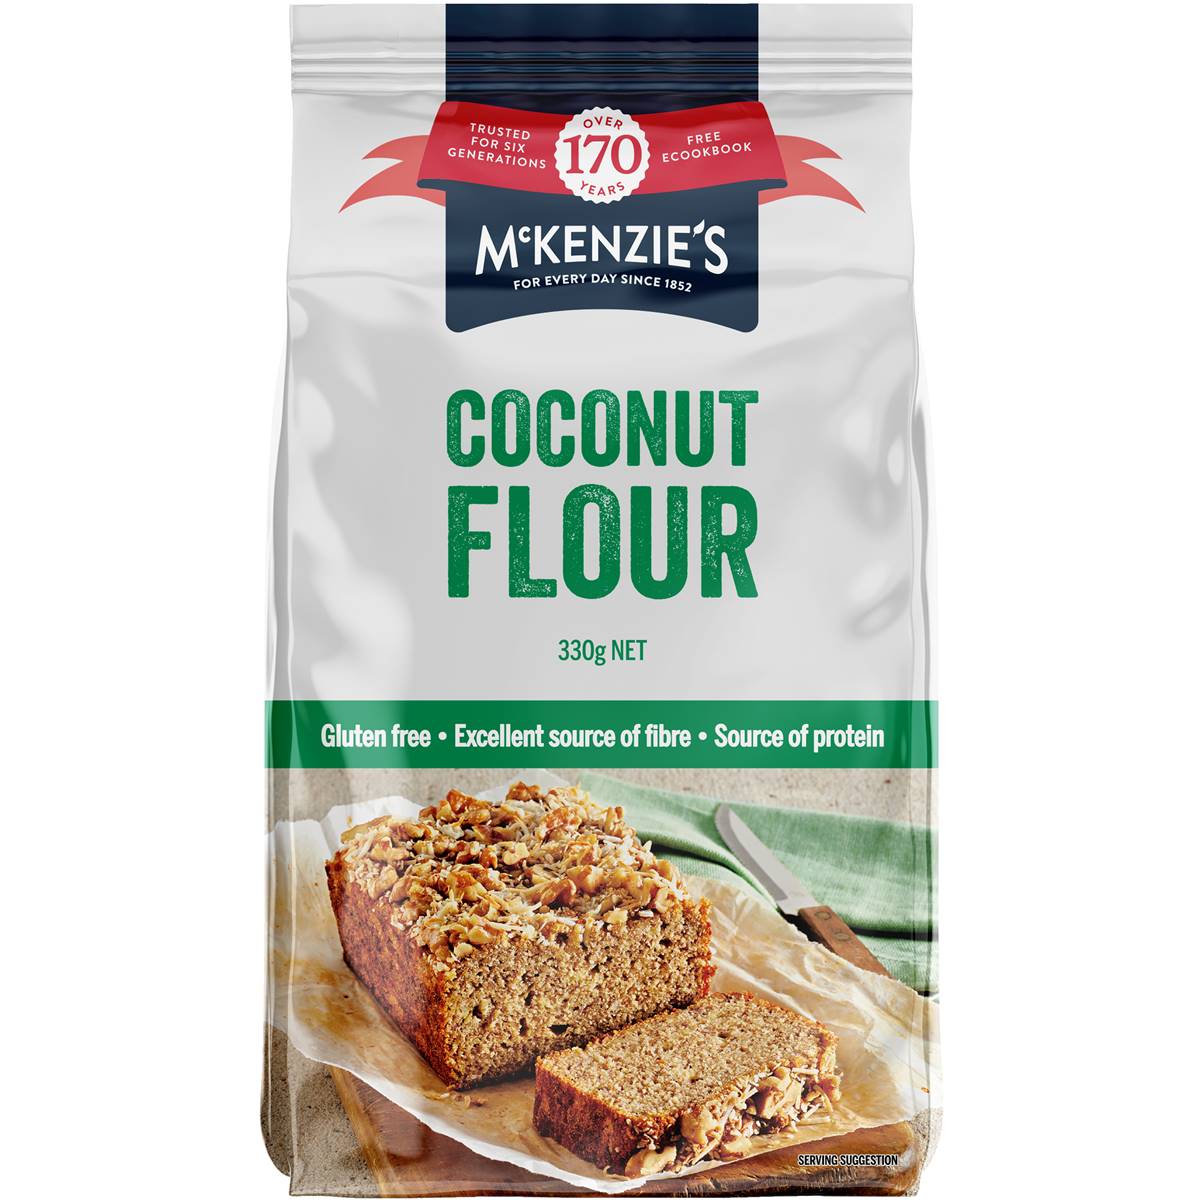 TRUSTED
FOR SIX
GENERATIONS
OVER
170
YEARS
FREE
ECOOKBOOK
McKENZIE'S
FOR EVERY DAY SINCE 1852
COCONUT
FLOUR
330g NET
Gluten free • Excellent source of fibre • Source of protein
SERVING SUGGESTION